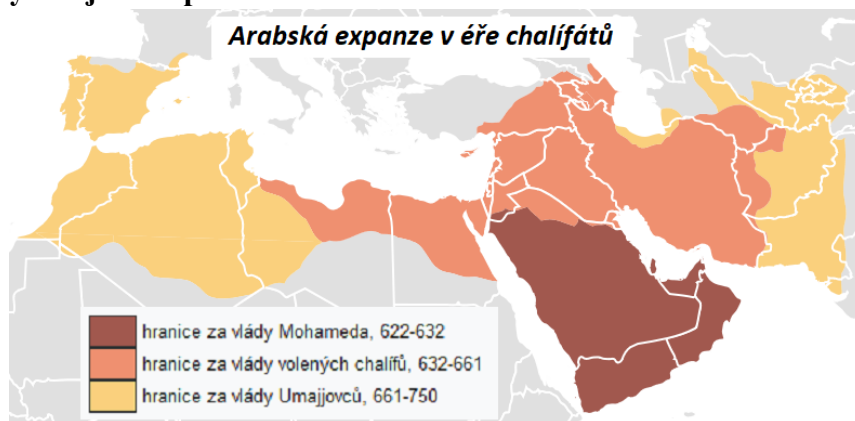 Arabská expanze v éře chalífátů
hranice za vlády Mohameda, 622-632
hranice za vlády volených chalífů, 632-661
hranice za vlády Umajjovců, 661-750